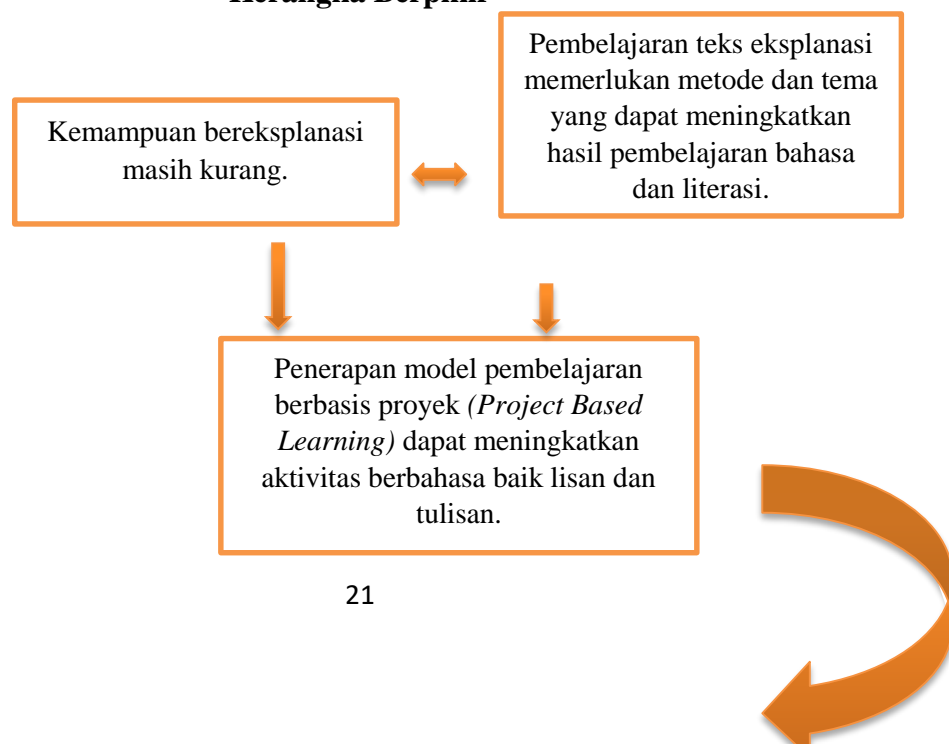 Kerangka Berpikir
Kemampuan bereksplanasi
masih kurang.
Pembelajaran teks eksplanasi
memerlukan metode dan tema
yang dapat meningkatkan
hasil pembelajaran bahasa
dan literasi.
Penerapan model pembelajaran
berbasis proyek (Project Based
Learning) dapat meningkatkan
aktivitas berbahasa baik lisan dan
tulisan.
21